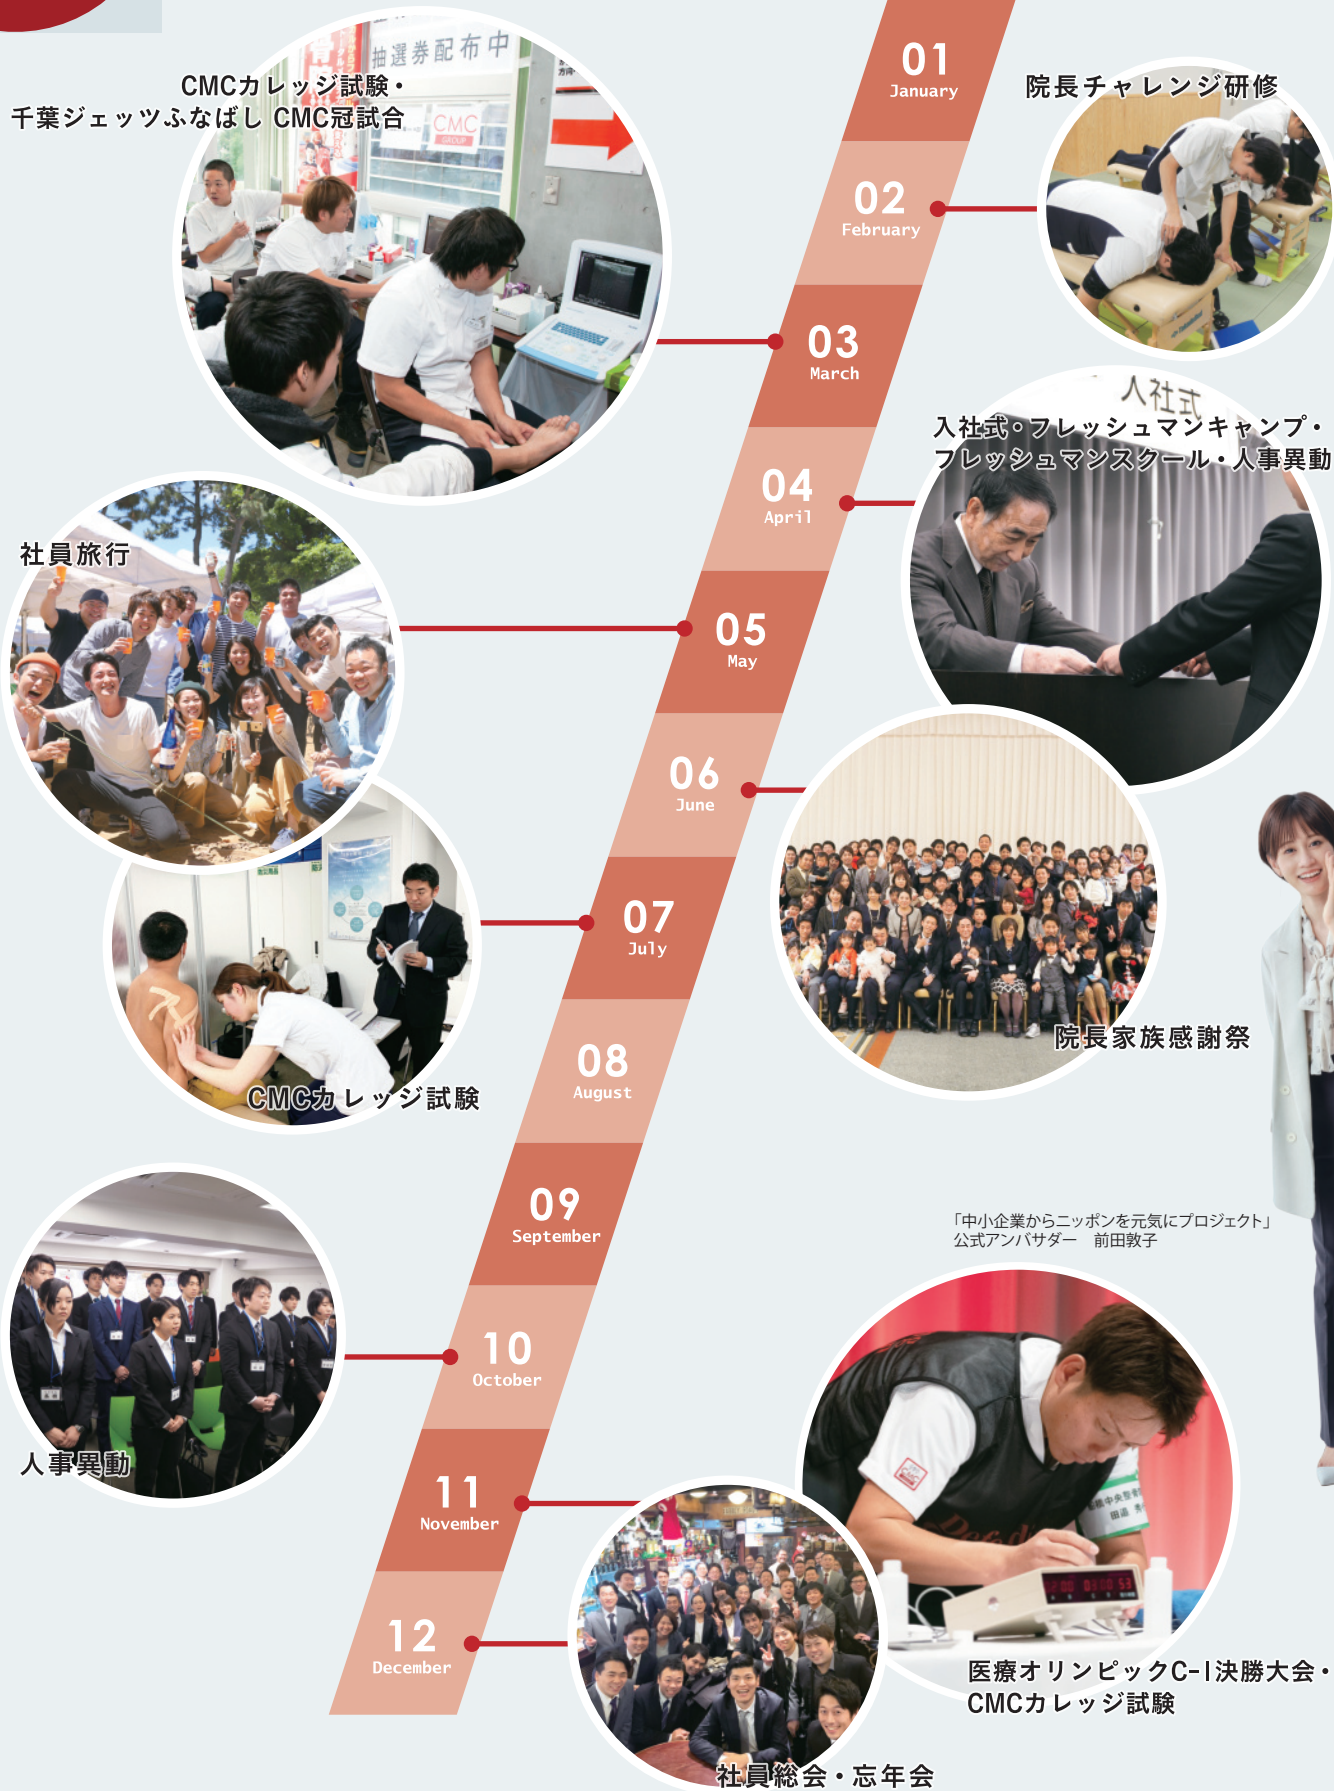 01
January
院長チャレンジ研修
02
February
CMCカレッジ試験・
千葉ジェッツふなばし CMC冠試合
抽選券配布中
CMC
GROUP
03
March
入社式
入社式・フレッシュマンキャンプ・
フレッシュマンスクール・人事異動
04
April
社員旅行
05
May
06
June
院長家族感謝祭
07
July
CMCカレッジ試験
08
August
09
September
「中小企業からニッポンを元気にプロジェクト」
公式アンバサダー　前田敦子
10
October
人事異動
11
November
医療オリンピックC-1決勝大会・
CMCカレッジ試験
12
December
社員総会・忘年会